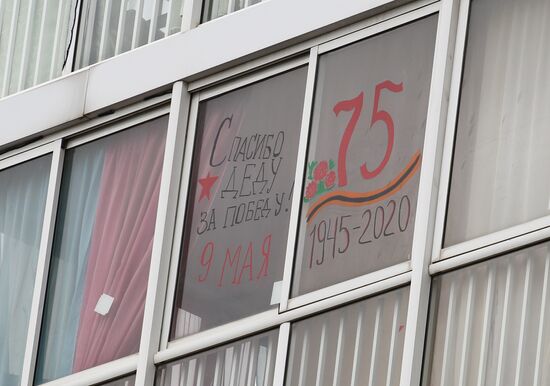 Спасибо
деду
за победу!
9 мая
75
1945-2020